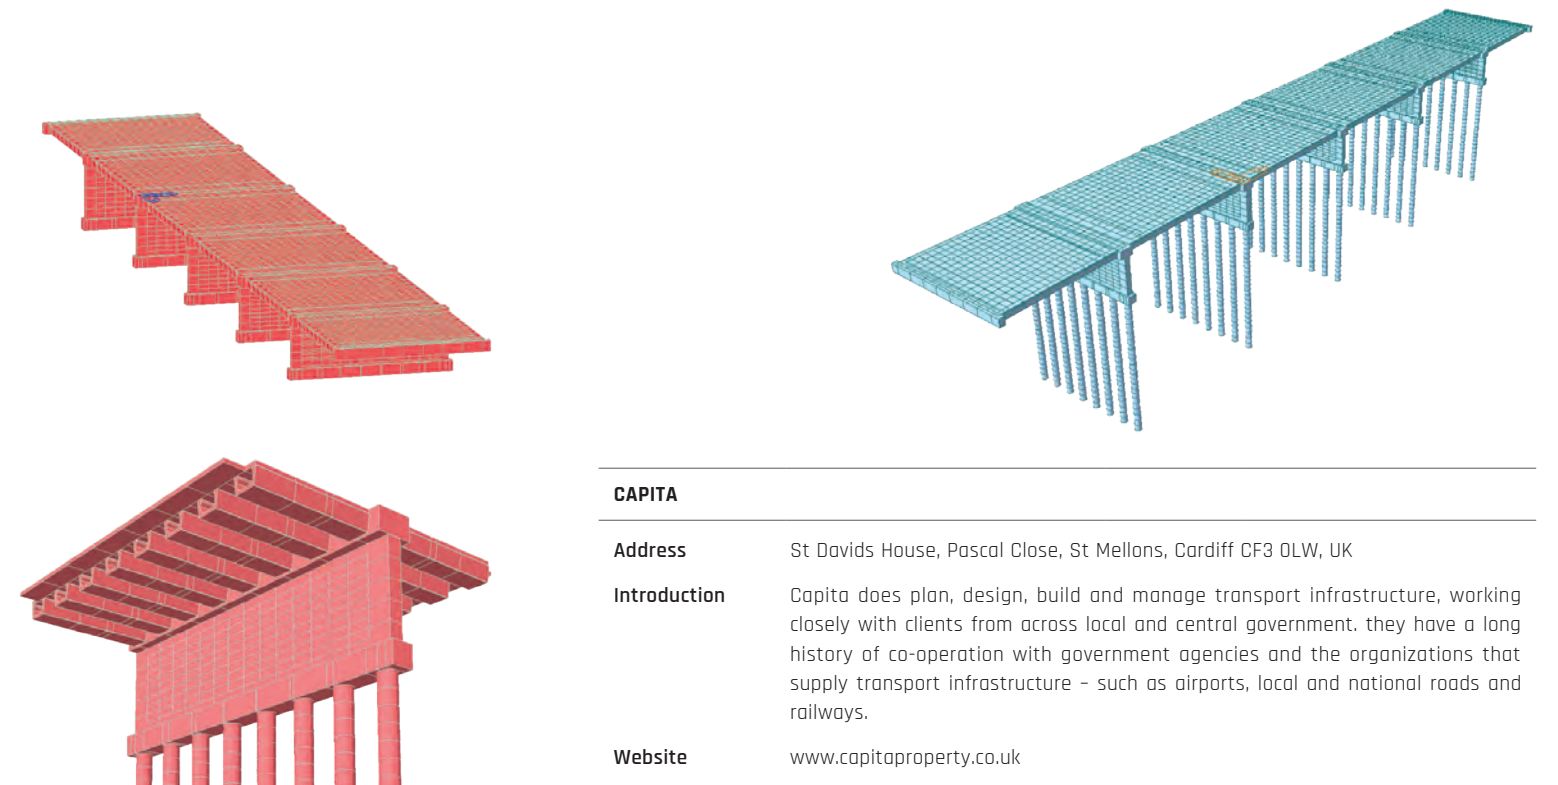 CAPITA
Address St Davids House, Pascal Close, St Mellons, Cardiff CF3 0LW, UK
Introduction Capita does plan, design, build and manage transport infrastructure, working
closely with clients from across local and central government. they have a long
history of co-operation with government agencies and the organizations that
supply transport infrastructure – such as airports, local and national roads and
railways.
Website www.capitaproperty.co.uk